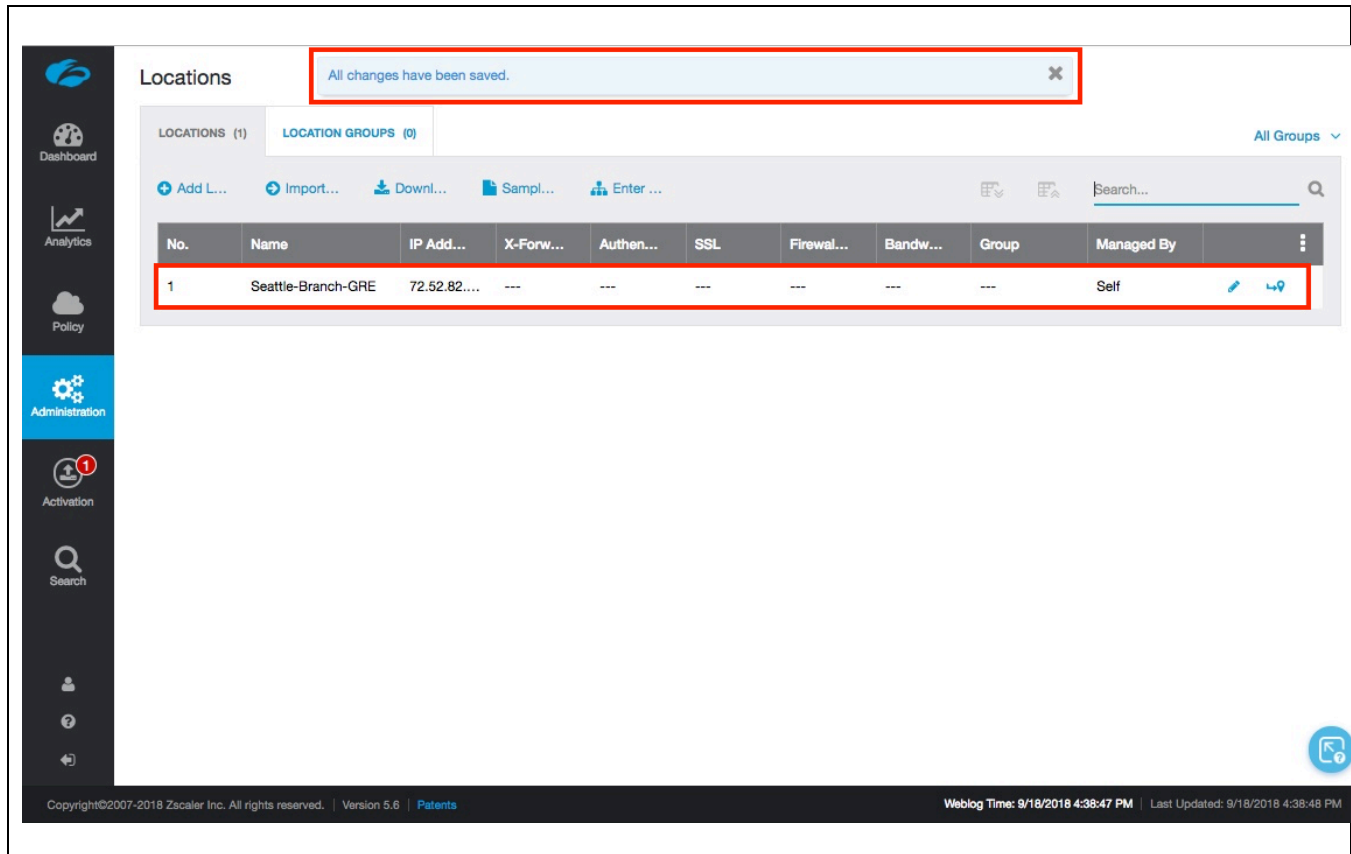 Locations
All changes have been saved.
LOCATIONS (1) LOCATION GROUPS (0)
All Groups
Dashboard
Add L... Import... Downl... Sampl... Enter ... Search...
Analytics
No. Name IP Add... X-Forw... Authen... SSL Firewal... Bandw... Group Managed By
1 Seattle-Branch-GRE 72.52.82.... --- --- --- --- --- --- Self
Policy
Administration
1
Activation
Search
Copyright©2007-2018 Zscaler Inc. All rights reserved. | Version 5.6 | Patents
Weblog Time: 9/18/2018 4:38:47 PM | Last Updated: 9/18/2018 4:38:48 PM